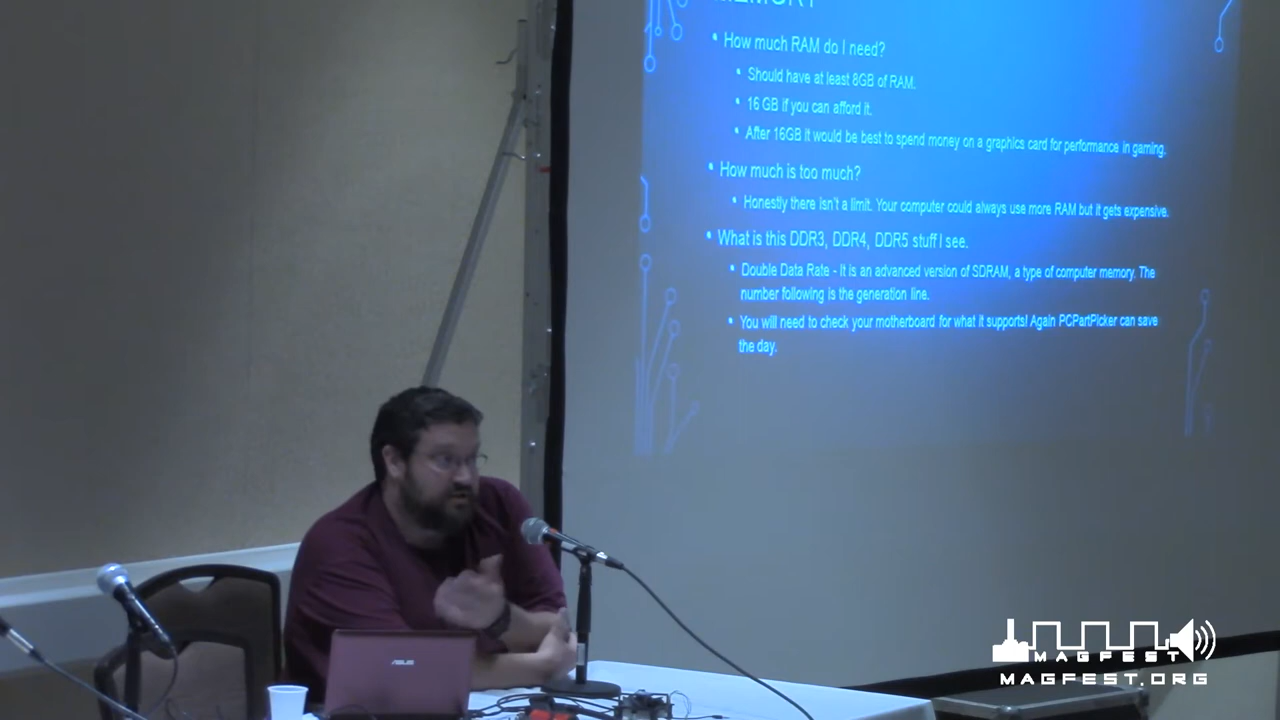 MEMORY
How much RAM do I need?
Should have at least 8GB of RAM.
16 GB if you can afford it.
After 16GB it would be best to spend money on a graphics card for performance in gaming.
How much is too much?
Honestly there isn't a limit. Your computer could always use more RAM but it gets expensive.
What is this DDR3, DDR4, DDR5 stuff I see.
Double Data Rate - It is an advanced version of SDRAM, a type of computer memory. The
number following is the generation line.
You will need to check your motherboard for what it supports! Again PCPartPicker can save
the day.
ASUS
MAGFEST
MAGFEST.ORG